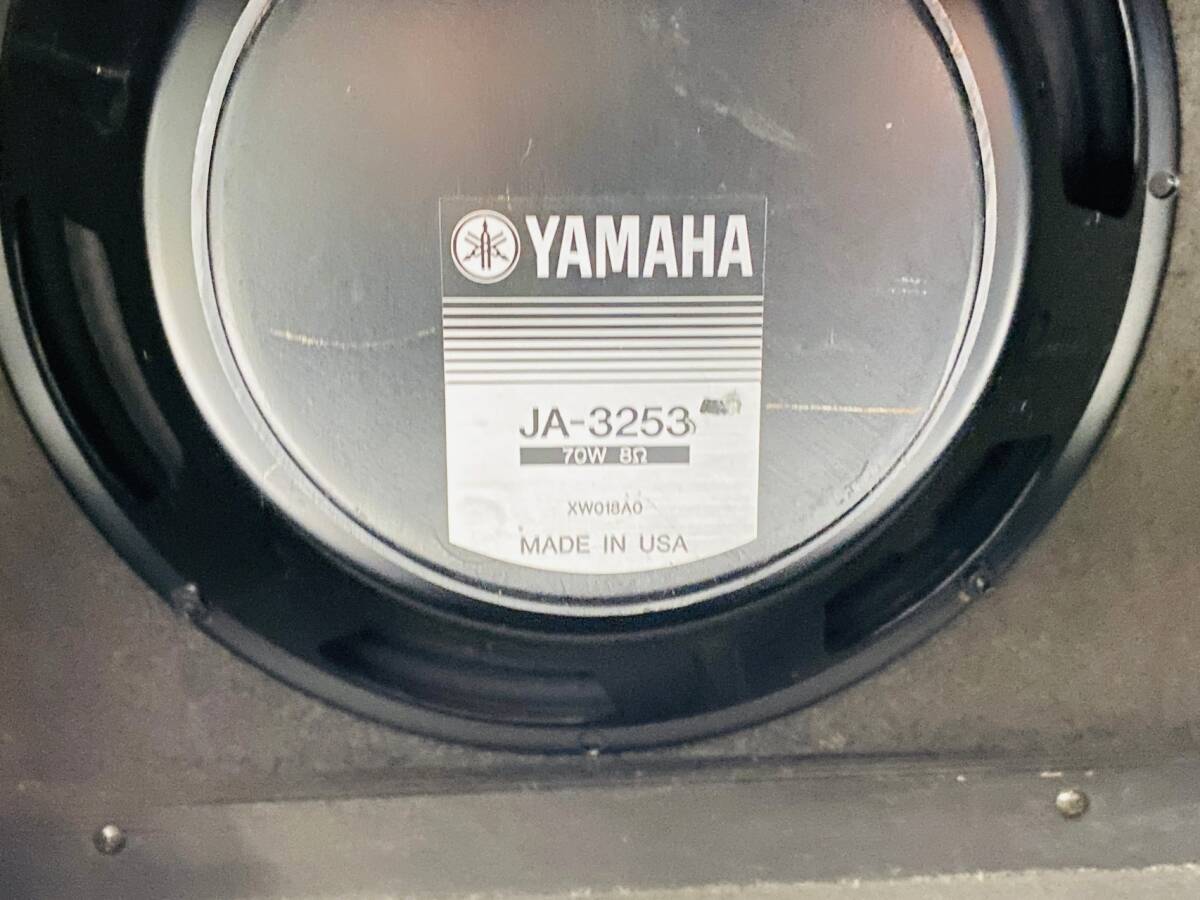 YAMAHA
JA-3253
70W 8Ω
XW018A0
MADE IN USA